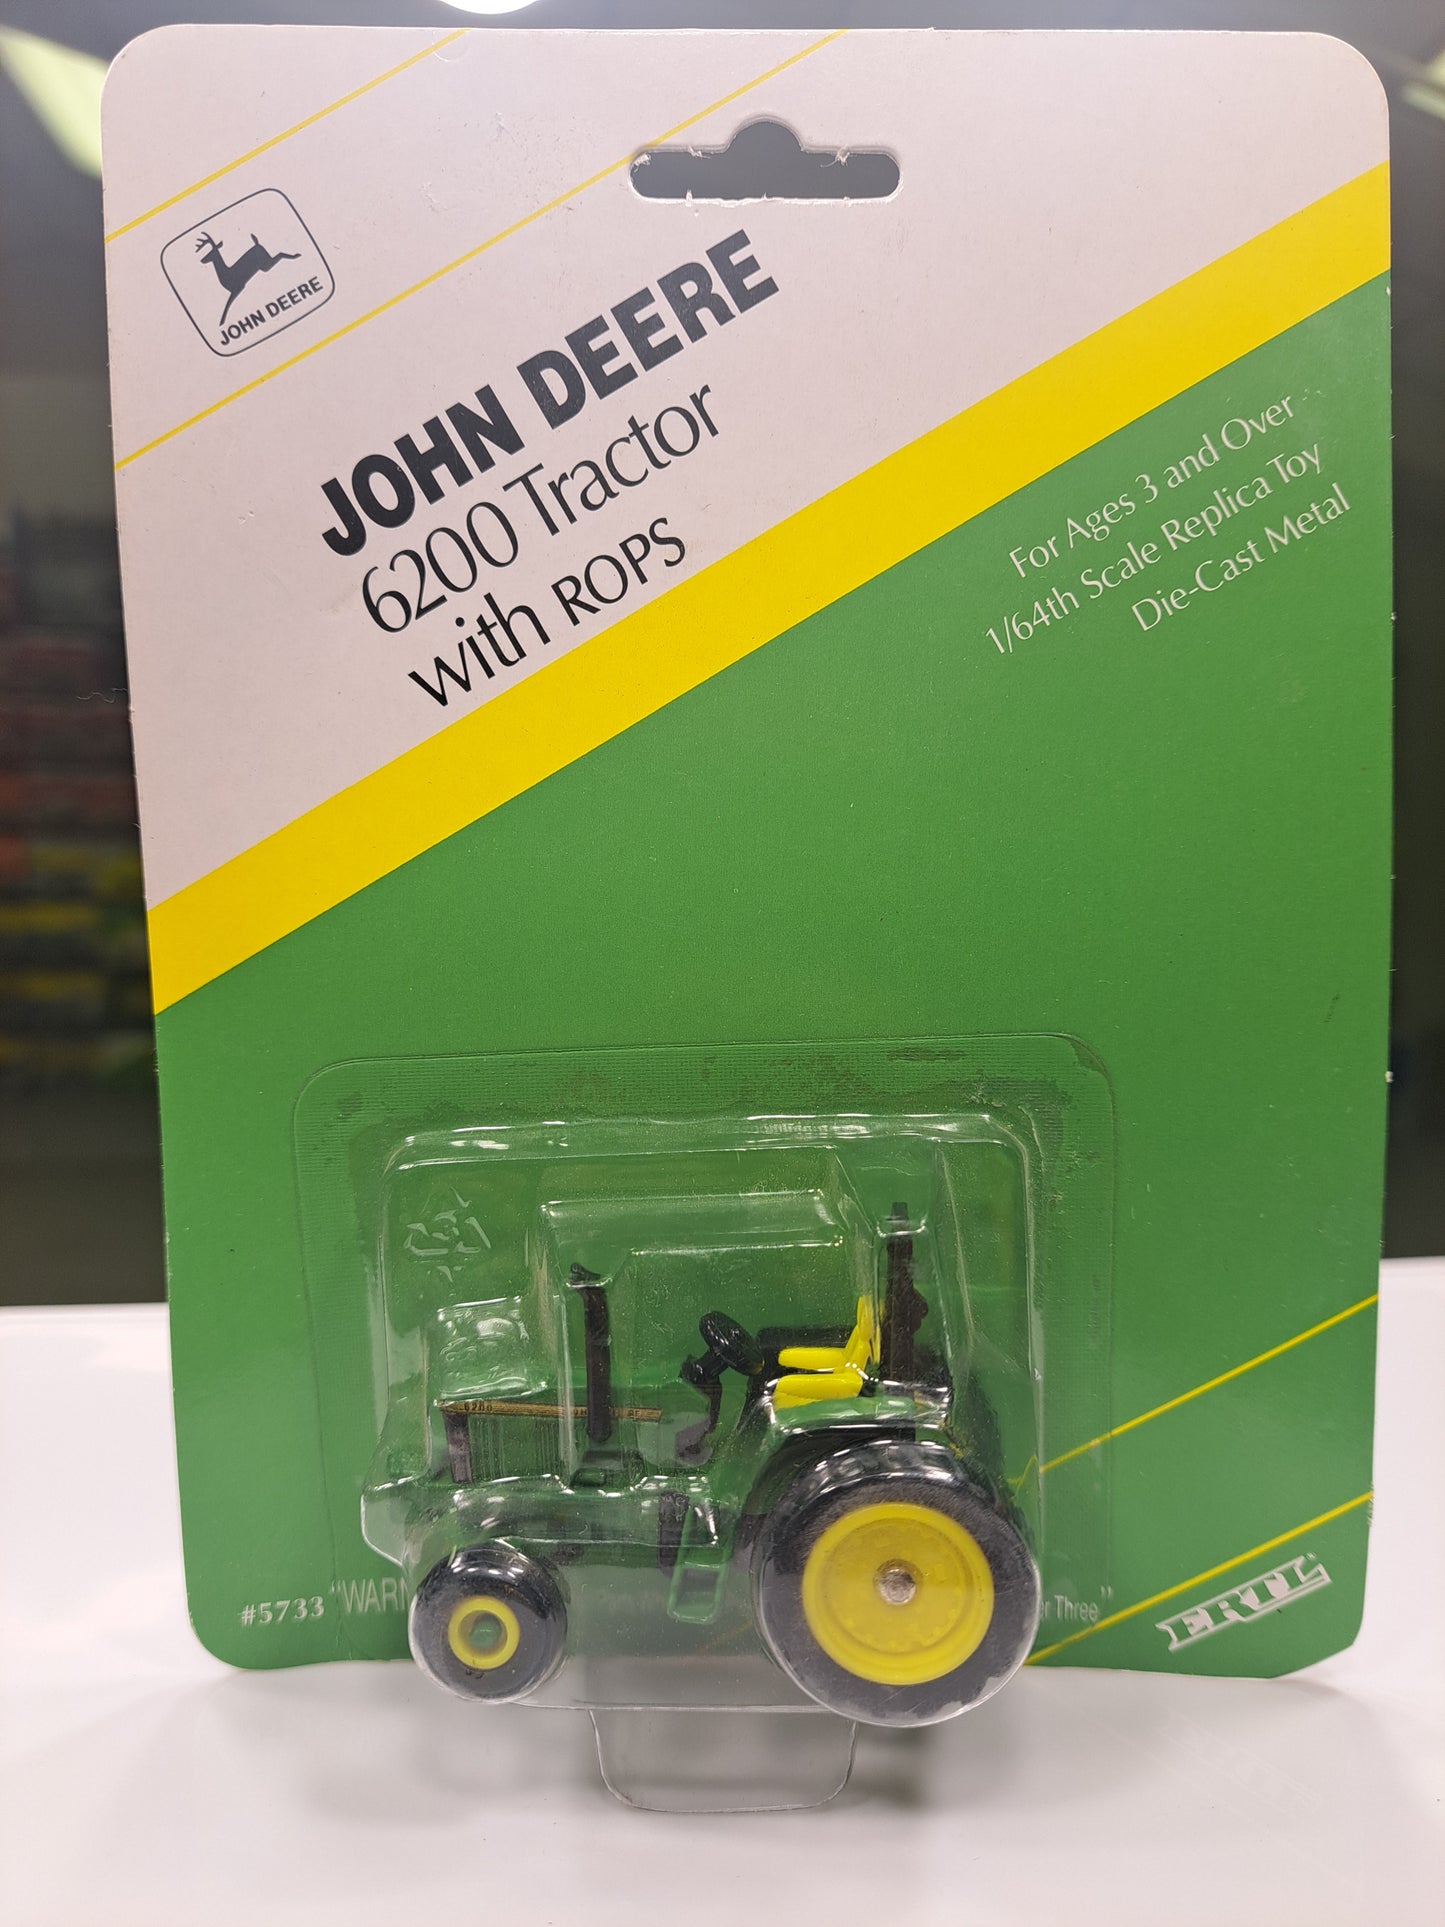 JOHN DEERE
JOHN DEERE
6200 Tractor
with ROPS
For Ages 3 and Over
1/64th Scale Replica Toy
Die-Cast Metal
6200
#5733 "WARN
Three"
ERTL